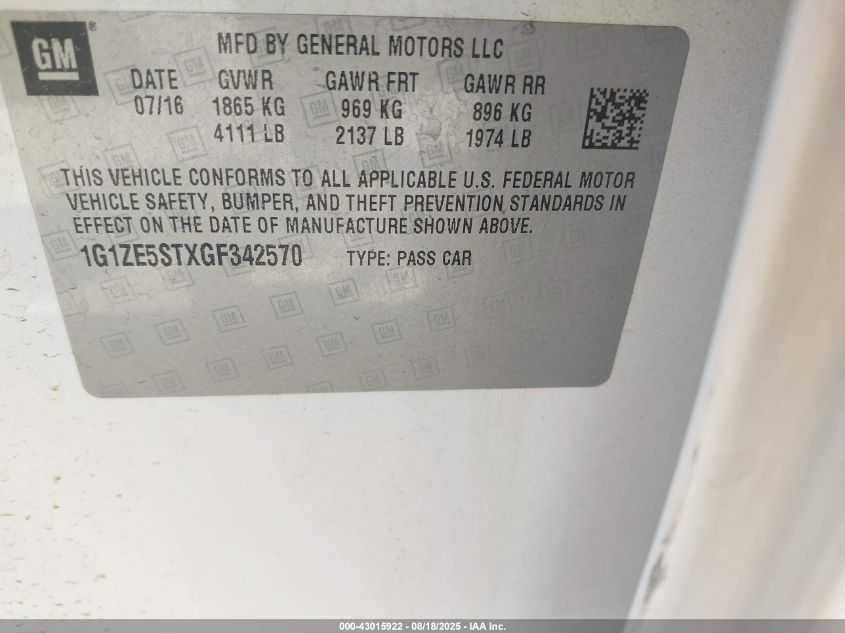 GM
®
MFD BY GENERAL MOTORS LLC
DATE GVWR GAWR FRT GAWR RR
07/16 1865 KG 969 KG 896 KG
4111 LB 2137 LB 1974 LB
THIS VEHICLE CONFORMS TO ALL APPLICABLE U.S. FEDERAL MOTOR
VEHICLE SAFETY, BUMPER, AND THEFT PREVENTION STANDARDS IN
EFFECT ON THE DATE OF MANUFACTURE SHOWN ABOVE.
1G1ZE5STXGF342570 TYPE: PASS CAR
000-43015922 - 08/18/2025 - IAA Inc.